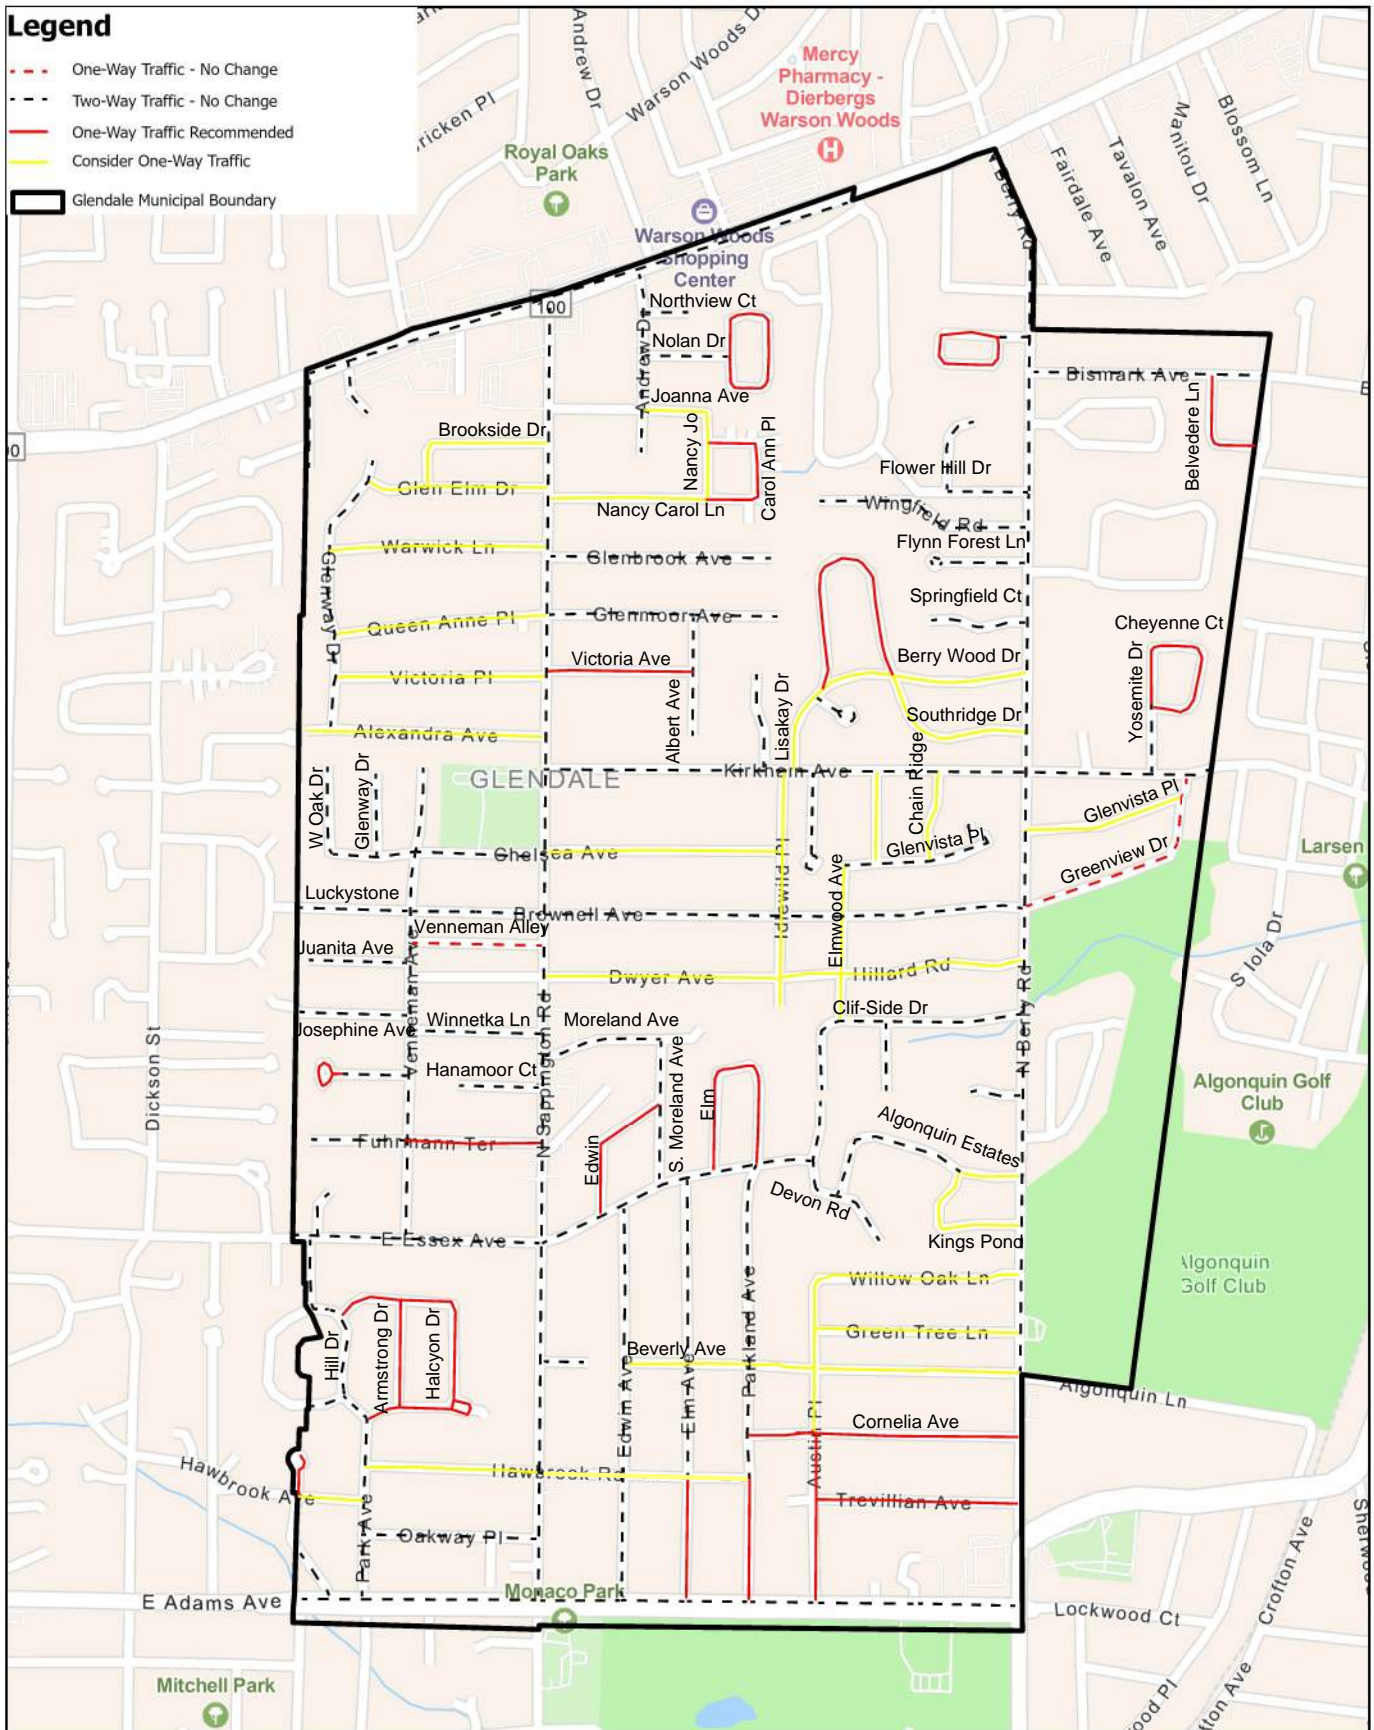 Legend
One-Way Traffic - No Change
Two-Way Traffic - No Change
One-Way Traffic Recommended
Consider One-Way Traffic
Glendale Municipal Boundary
Andrew Dr
Warson Woods
Mercy
Pharmacy -
Dierbergs
Warson Woods
H
Royal Oaks
Park
Blossom Ln
Manitou Dr
Tavalon Ave
Fairdale Ave
Berry Rd
Warson Woods
Shopping
Center
100
Northview Ct
Nolan Dr
Andrew Dr
Joanna Ave
Bismark Ave
Belvedere Ln
Brookside Dr
Nancy Jo
Carol Ann Pl
Glen Elm Dr
Nancy Carol Ln
Flower Hill Dr
Wingfield Rd
Flynn Forest Ln
Warwick Ln
Glenbrook Ave
Glenway Dr
Springfield Ct
Queen Anne Pl
Glenmoor Ave
Cheyenne Ct
Victoria Ave
Berry Wood Dr
Yosemite Dr
Victoria Pl
Albert Ave
Lisakay Dr
Southridge Dr
Alexandra Ave
Kirkham Ave
GLENDALE
W Oak Dr
Glenway Dr
Chain Ridge
Glenvista Pl
Chelsea Ave
Idlewild Pl
Elmwood Ave
Glenvista Pl
Greenview Dr
Larsen
Luckystone
Brownell Ave
Venneman Alley
Juanita Ave
Venneman Ave
Dwyer Ave
Hillard Rd
S Iola Dr
N Sappington Rd
Clif-Side Dr
N Berry Rd
Josephine Ave
Winnetka Ln
Moreland Ave
Dickson St
Hanamoor Ct
S. Moreland Ave
Elm
Algonquin Golf
Club
Fuhrmann Ter
Edwin
Algonquin Estates
Devon Rd
E Essex Ave
Kings Pond
Algonquin
Golf Club
Willow Oak Ln
Parkland Ave
Green Tree Ln
Hill Dr
Armstrong Dr
Halcyon Dr
Beverly Ave
Edwin Ave
Elm Ave
Algonquin Ln
Austin Pl
Cornelia Ave
Hawbrook Ave
Hawbrook Rd
Trevillian Ave
Park Ave
Oakway Pl
E Adams Ave
Monaco Park
Lockwood Ct
Crofton Ave
Mitchell Park